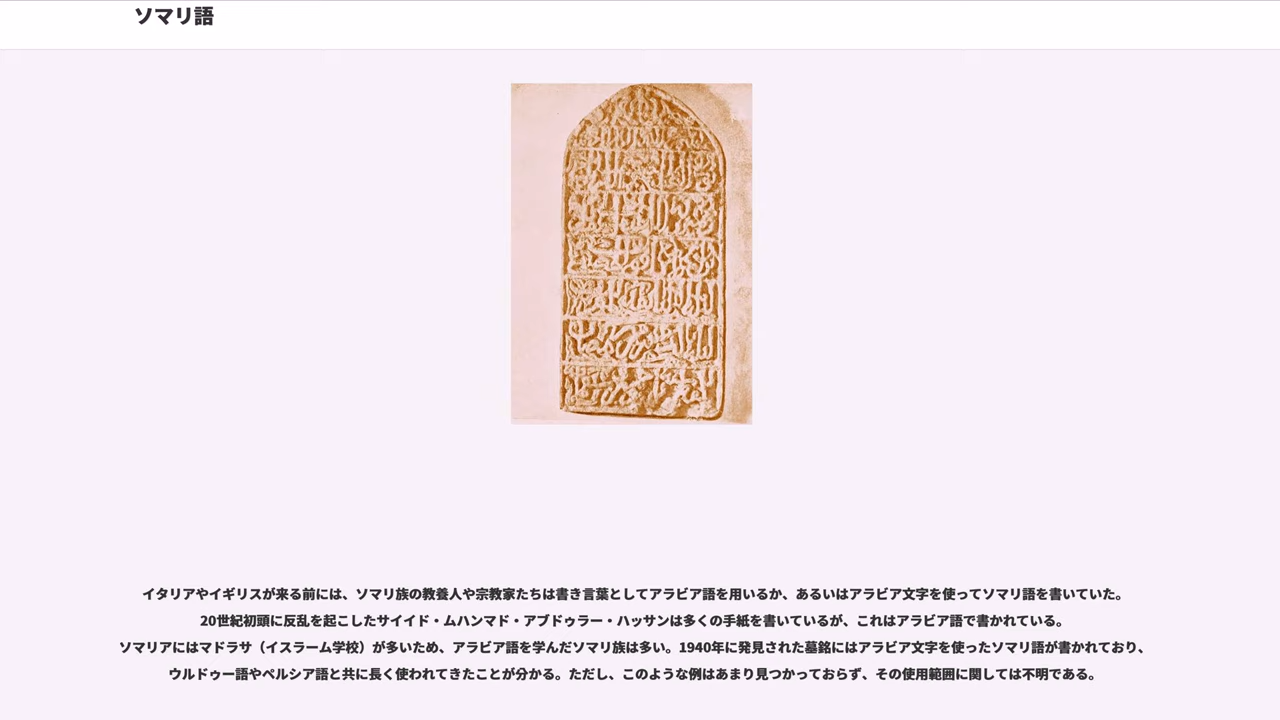 ソマリ語
イタリアやイギリスが来る前には、ソマリ族の教養人や宗教家たちは書き言葉としてアラビア語を用いるか、あるいはアラビア文字を使ってソマリ語を書いていた。
20世紀初頭に反乱を起こしたサイイド・ムハンマド・アブドゥラー・ハッサンは多くの手紙を書いているが、これはアラビア語で書かれている。
ソマリアにはマドラサ（イスラーム学校）が多いため、アラビア語を学んだソマリ族は多い。1940年に発見された墓銘にはアラビア文字を使ったソマリ語が書かれており、
ウルドゥー語やペルシア語と共に長く使われてきたことが分かる。ただし、このような例はあまり見つかっておらず、その使用範囲に関しては不明である。